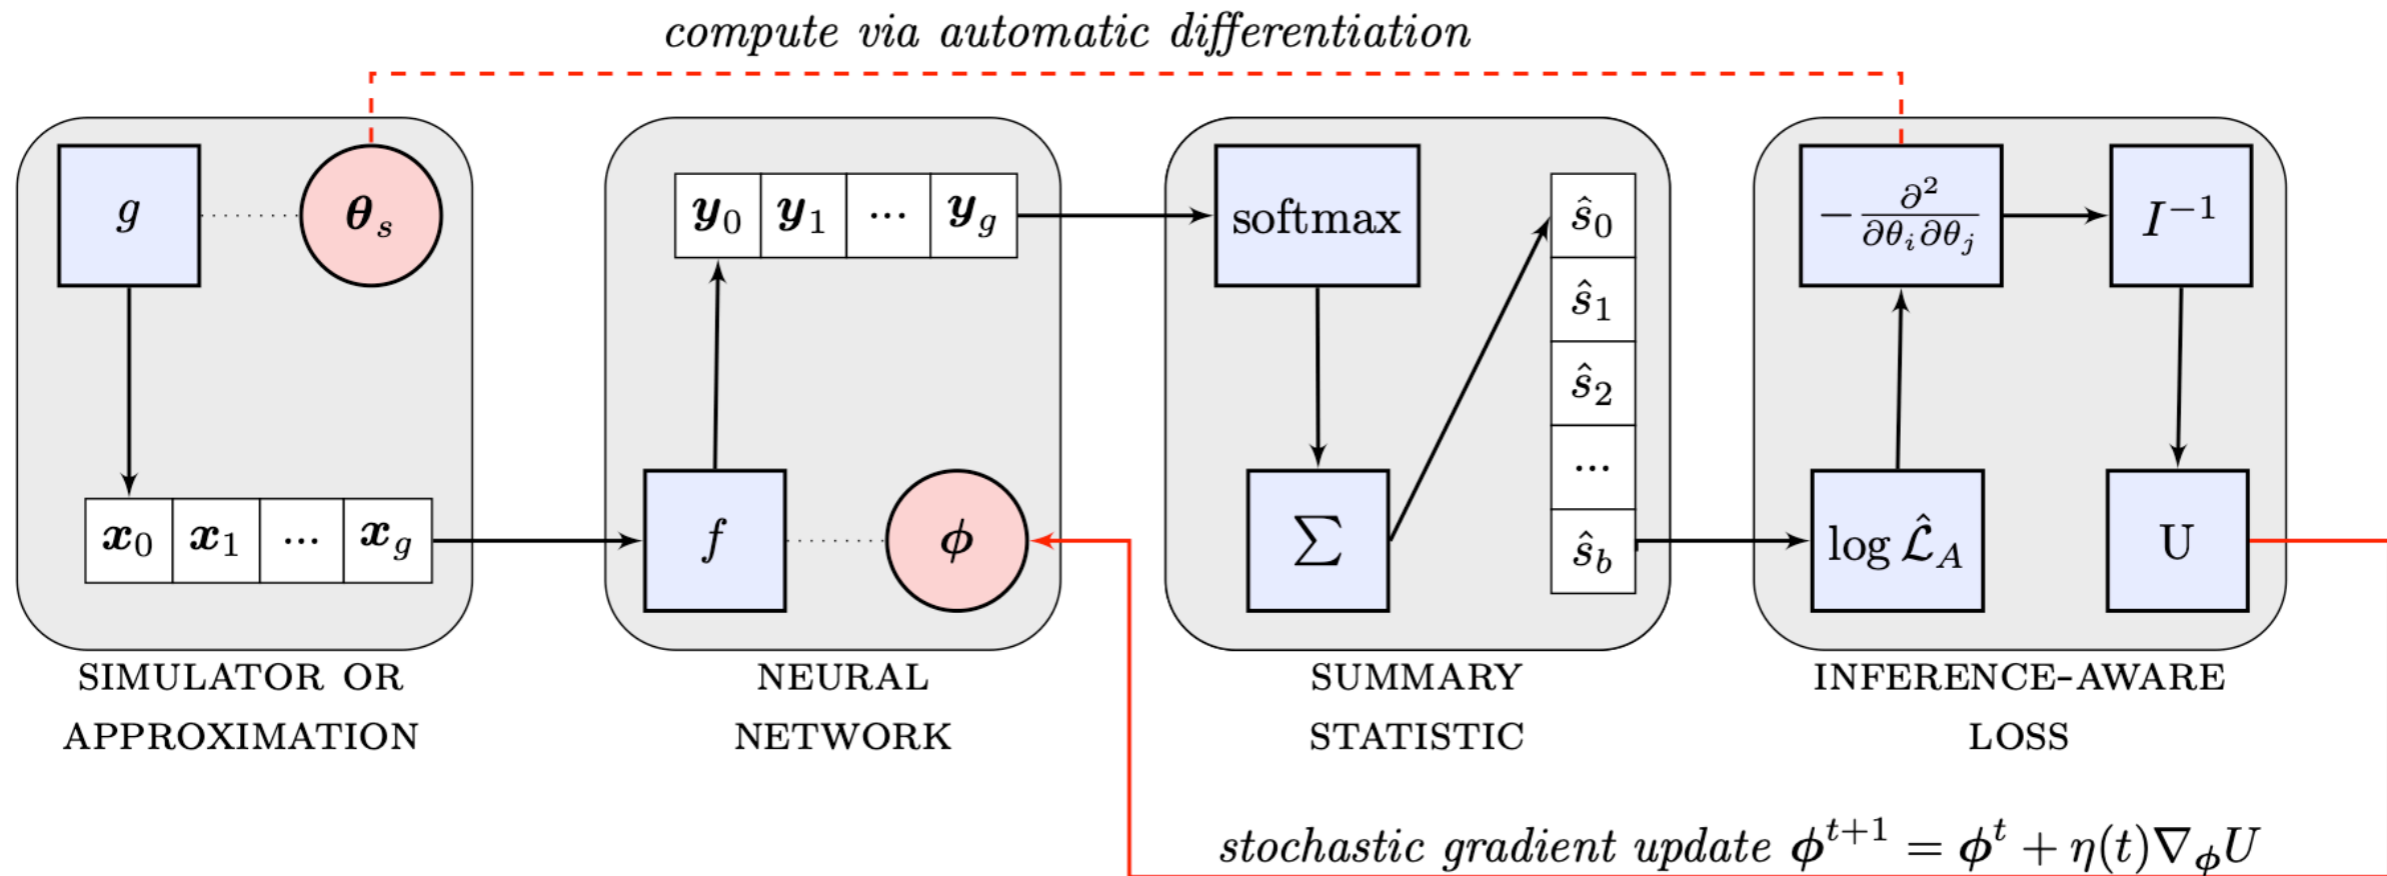 compute via automatic differentiation
g
θ_s
x_0 x_1 ... x_g
SIMULATOR OR
APPROXIMATION
y_0 y_1 ... y_g
f
ϕ
NEURAL
NETWORK
softmax
∑
ŝ_0
ŝ_1
ŝ_2
...
ŝ_b
SUMMARY
STATISTIC
−∂²/∂θ_i∂θ_j
I⁻¹
log ℒ̂_A
U
INFERENCE-AWARE
LOSS
stochastic gradient update ϕ^{t+1} = ϕ^t + η(t)∇_ϕ U